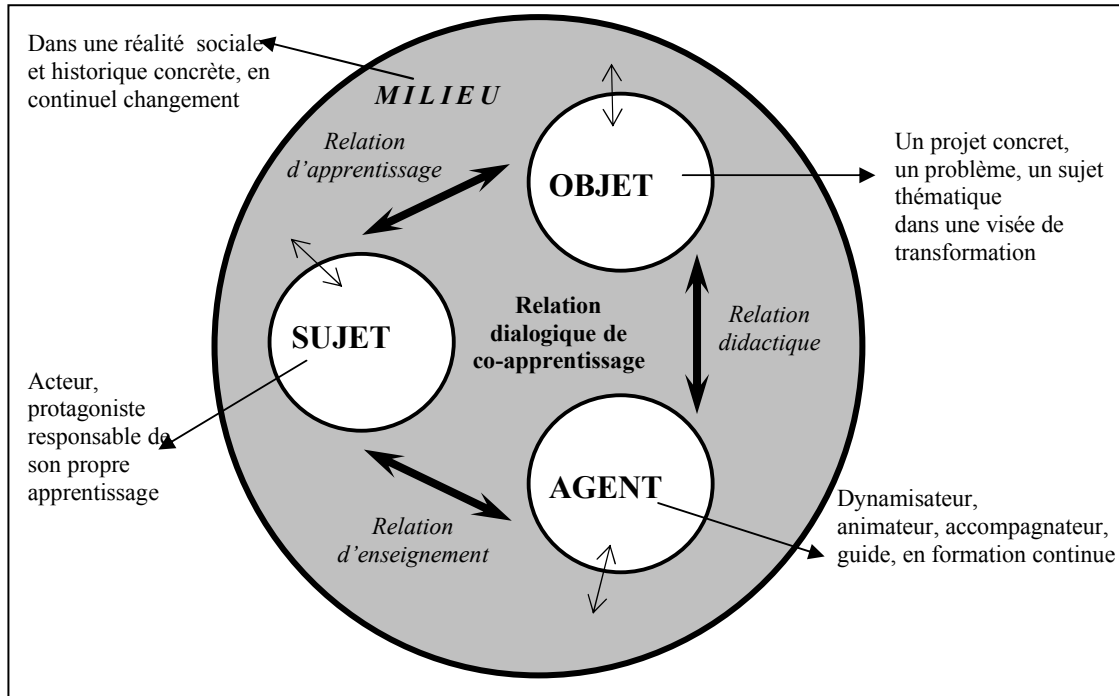 Dans une réalité sociale
et historique concrète, en
continuel changement
MILIEU
Relation
d'apprentissage
OBJET
Un projet concret,
un problème, un sujet
thématique
dans une visée de
transformation
SUJET
Relation
dialogique de
co-apprentissage
Relation
didactique
Acteur,
protagoniste
responsable de
son propre
apprentissage
AGENT
Relation
d'enseignement
Dynamisateur,
animateur, accompagnateur,
guide, en formation continue